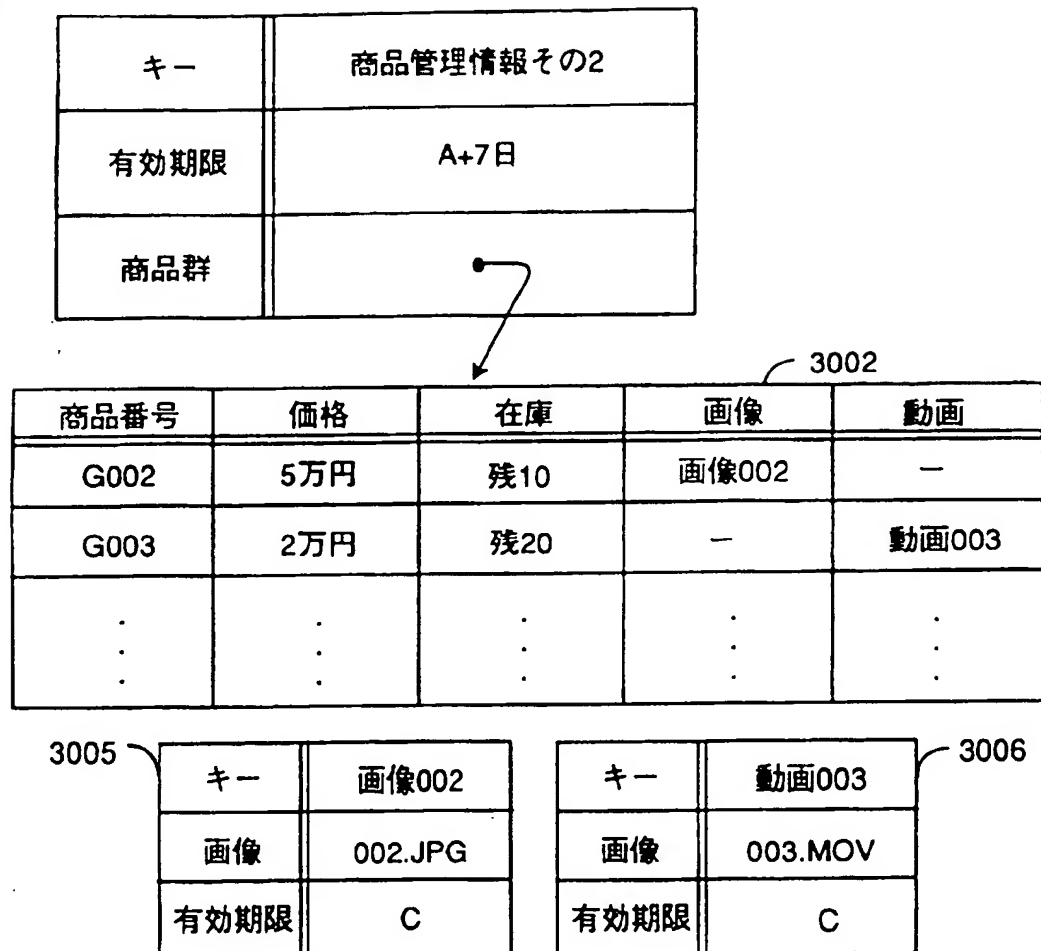 キー 商品管理情報その2
有効期限 A+7日
商品群
3002
商品番号 価格 在庫 画像 動画
G002 5万円 残10 画像002 ー
G003 2万円 残20 ー 動画003
3005
キー 画像002
画像 002.JPG
有効期限 C
3006
キー 動画003
画像 003.MOV
有効期限 C